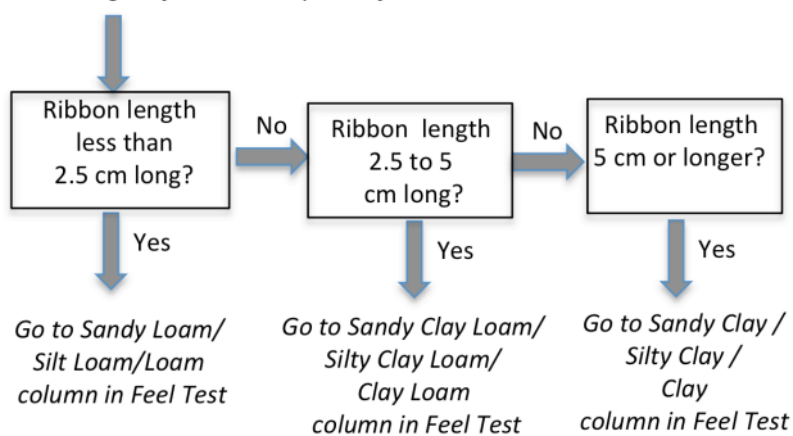 Ribbon length
less than
2.5 cm long?
No
Ribbon length
2.5 to 5
cm long?
No
Ribbon length
5 cm or longer?
Yes
Yes
Yes
Go to Sandy Loam/
Silt Loam/Loam
column in Feel Test
Go to Sandy Clay Loam/
Silty Clay Loam/
Clay Loam
column in Feel Test
Go to Sandy Clay /
Silty Clay /
Clay
column in Feel Test